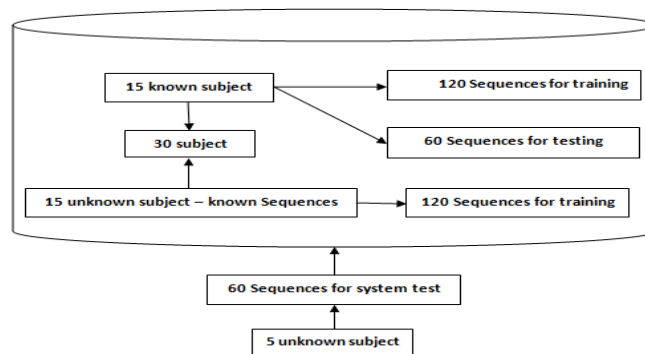 15 known subject
120 Sequences for training
30 subject
60 Sequences for testing
15 unknown subject – known Sequences
120 Sequences for training
60 Sequences for system test
5 unknown subject